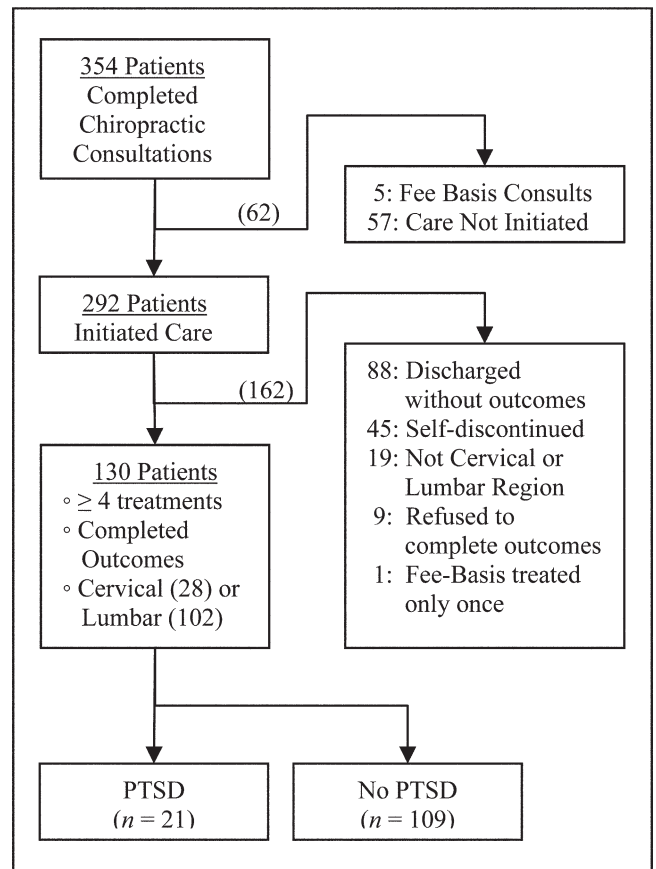 354 Patients
Completed
Chiropractic
Consultations
(62)
5: Fee Basis Consults
57: Care Not Initiated
292 Patients
Initiated Care
(162)
88: Discharged
without outcomes
45: Self-discontinued
19: Not Cervical or
Lumbar Region
9: Refused to
complete outcomes
1: Fee-Basis treated
only once
130 Patients
◦ ≥ 4 treatments
◦ Completed
Outcomes
◦ Cervical (28) or
Lumbar (102)
PTSD
(n = 21)
No PTSD
(n = 109)